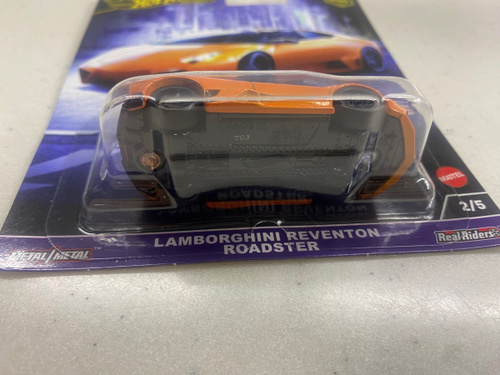 MATTEL
2/5
LAMBORGHINI REVENTON
ROADSTER
METAL/METAL
Real Riders